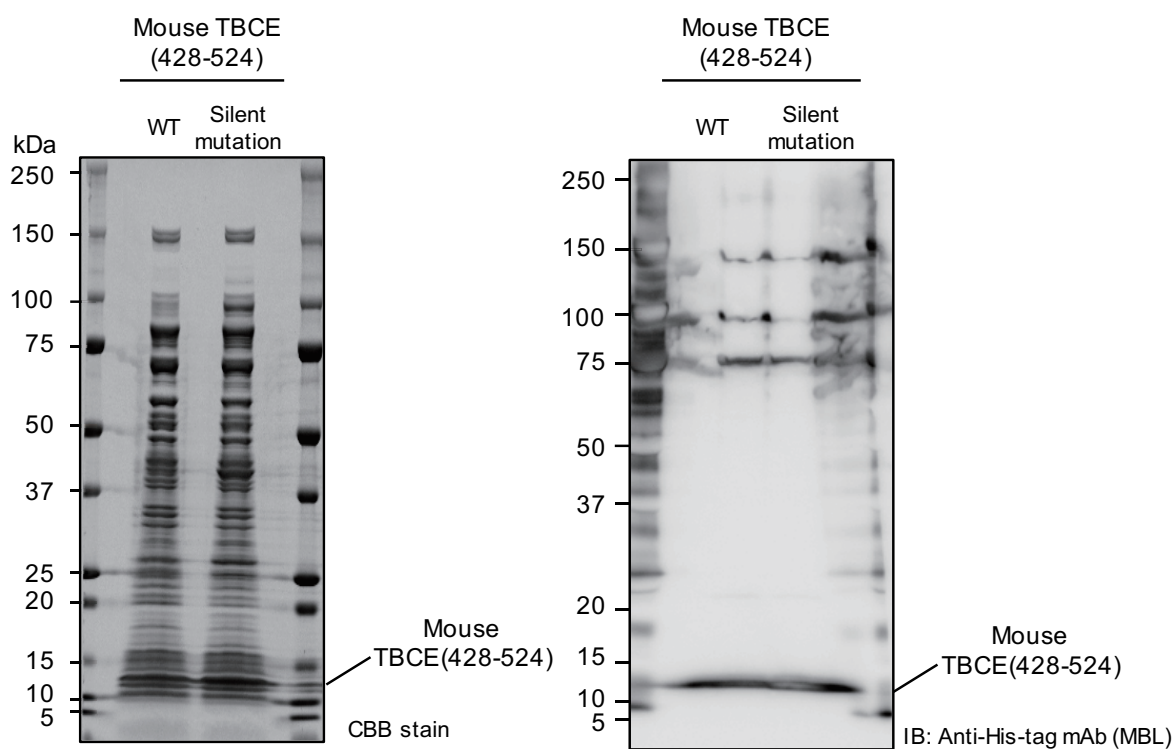 Mouse TBCE
(428-524)
WT
Silent
mutation
kDa
250
150
100
75
50
37
25
20
15
10
5
Mouse
TBCE(428-524)
CBB stain
Mouse TBCE
(428-524)
WT
Silent
mutation
250
150
100
75
50
37
20
15
10
5
Mouse
TBCE(428-524)
IB: Anti-His-tag mAb (MBL)